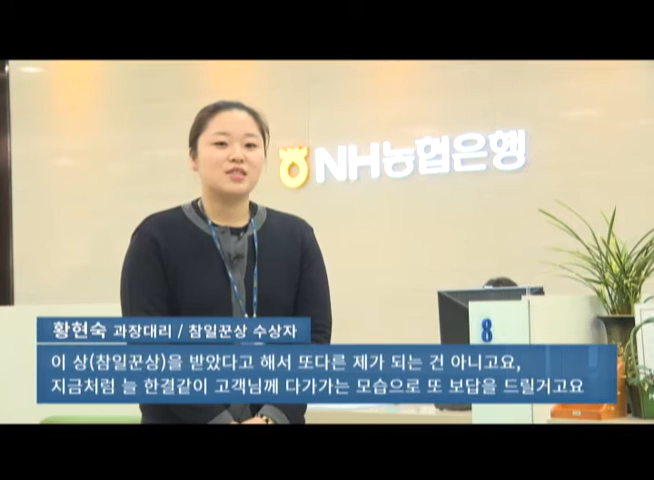 NH농협은행
8
황현숙 과장대리 / 참일꾼상 수상자
이 상(참일꾼상)을 받았다고 해서 또다른 제가 되는 건 아니고요,
지금처럼 늘 한결같이 고객님께 다가가는 모습으로 또 보답을 드릴거고요